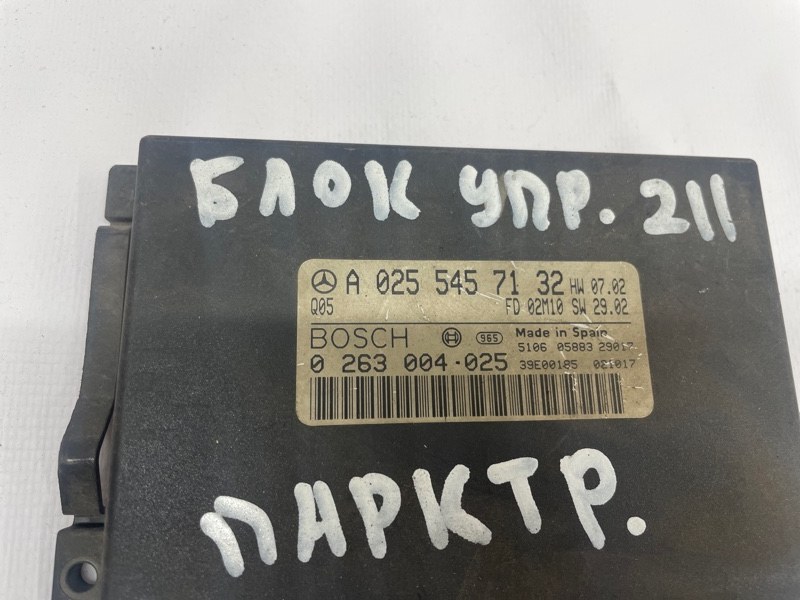 БЛОК УПР. 211
A 025 545 71 32 HW 07.02
Q05 FD 02M10 SW 29.02
BOSCH 965 Made in Spain
5106 05883 29017
0 263 004-025 39E00185 021017
ПАРКТР.